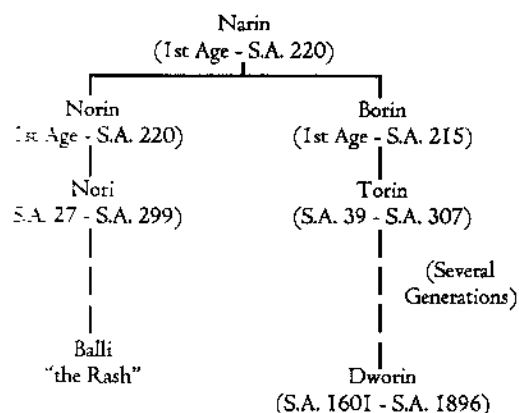 Narin
(1st Age - S.A. 220)
Norin
1st Age - S.A. 220)
Borin
(1st Age - S.A. 215)
Nori
S.A. 27 - S.A. 299)
Torin
(S.A. 39 - S.A. 307)
(Several
Generations)
Balli
"the Rash"
Dworin
(S.A. 1601 - S.A. 1896)